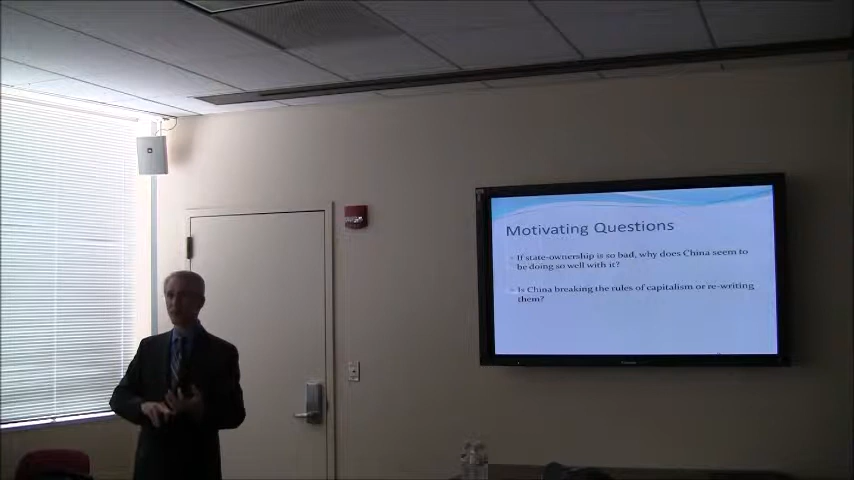 Motivating Questions
If state-ownership is so bad, why does China seem to
be doing so well with it?
Is China breaking the rules of capitalism or re-writing
them?